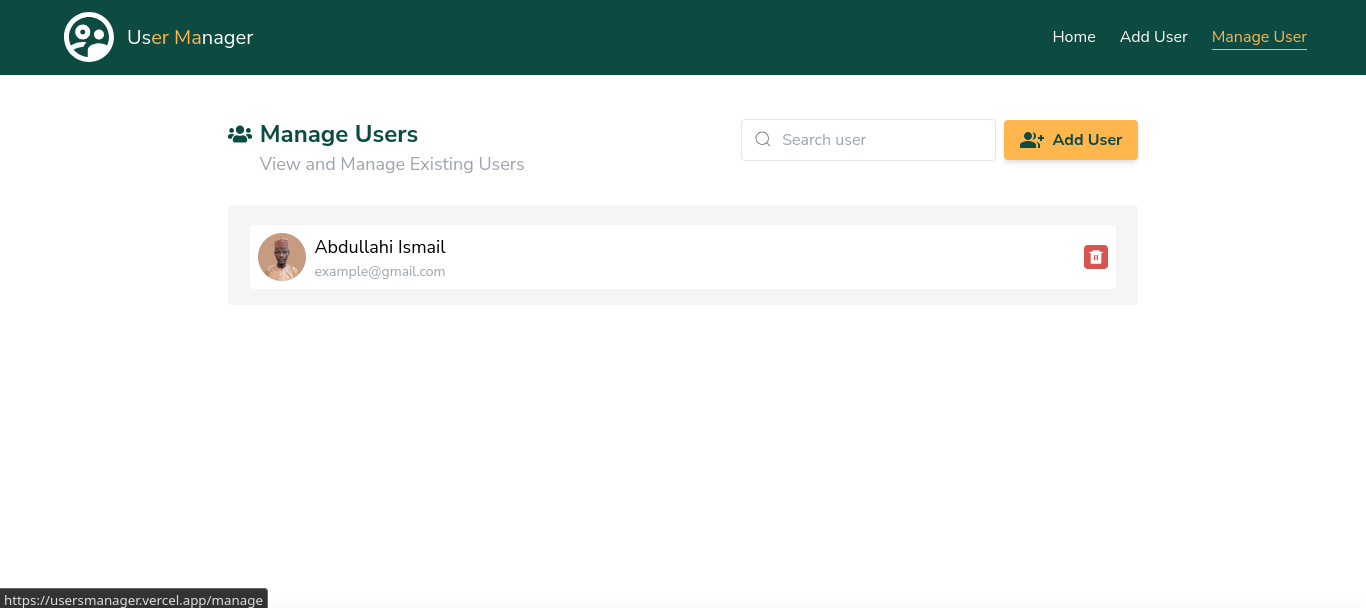 User Manager
Home Add User Manage User
Manage Users
View and Manage Existing Users
Search user
Add User
Abdullahi Ismail
example@gmail.com
https://usersmanager.vercel.app/manage